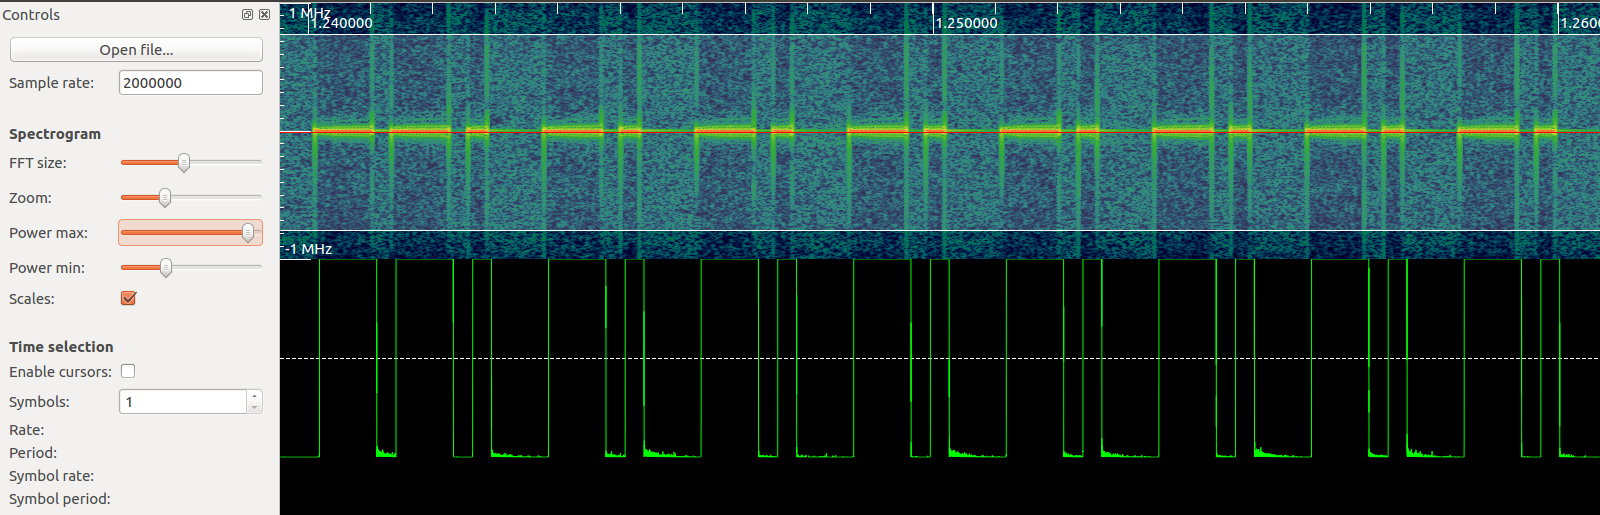 Controls
Open file...
Sample rate: 2000000
Spectrogram
FFT size:
Zoom:
Power max:
Power min:
Scales:
Time selection
Enable cursors:
Symbols: 1
Rate:
Period:
Symbol rate:
Symbol period:
1 MHz
1.240000 1.250000 1.260
-1 MHz